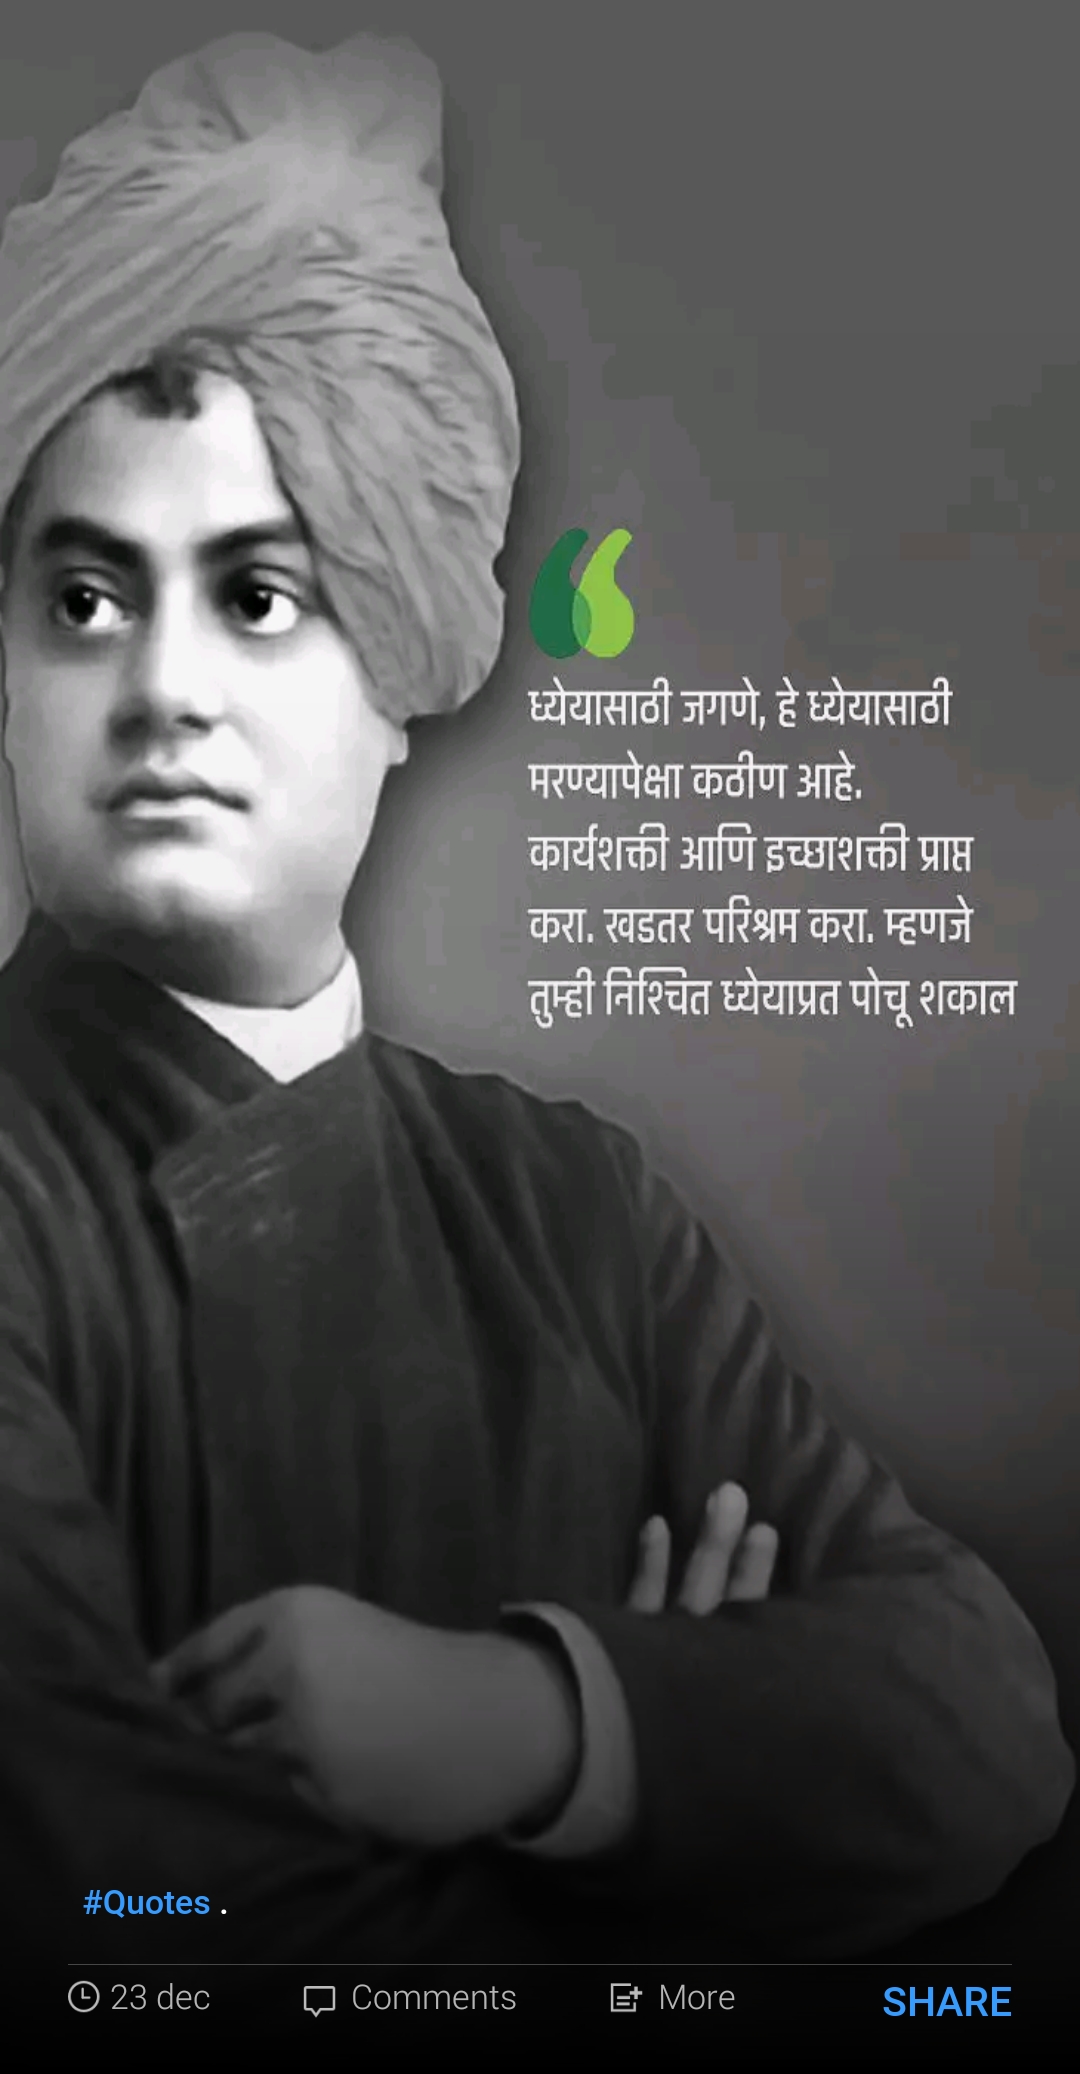 ध्येयासाठी जगणे, हे ध्येयासाठी
मरण्यापेक्षा कठीण आहे.
कार्यशक्ती आणि इच्छाशक्ती प्राप्त
करा. खडतर परिश्रम करा. म्हणजे
तुम्ही निश्चित ध्येयाप्रत पोचू शकाल
#Quotes .
23 dec Comments More SHARE